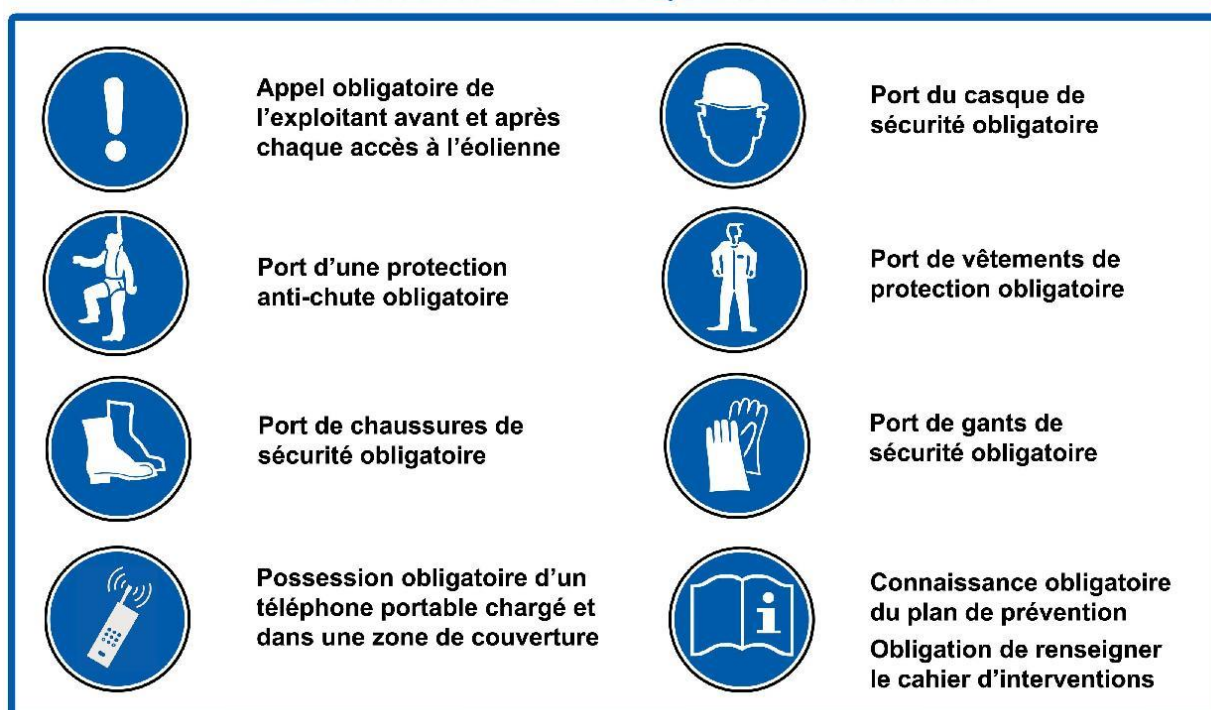 Appel obligatoire de
l'exploitant avant et après
chaque accès à l'éolienne
Port du casque de
sécurité obligatoire
Port d'une protection
anti-chute obligatoire
Port de vêtements de
protection obligatoire
Port de chaussures de
sécurité obligatoire
Port de gants de
sécurité obligatoire
Possession obligatoire d'un
téléphone portable chargé et
dans une zone de couverture
Connaissance obligatoire
du plan de prévention
Obligation de renseigner
le cahier d'interventions